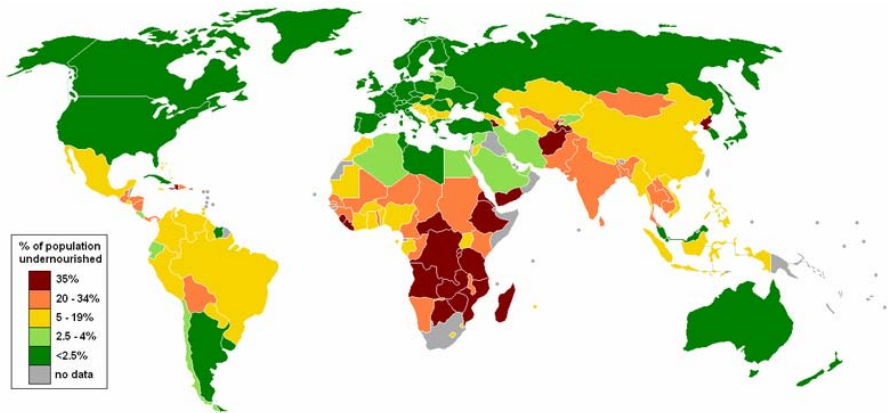 % of population
undernourished
35%
20 - 34%
5 - 19%
2.5 - 4%
<2.5%
no data